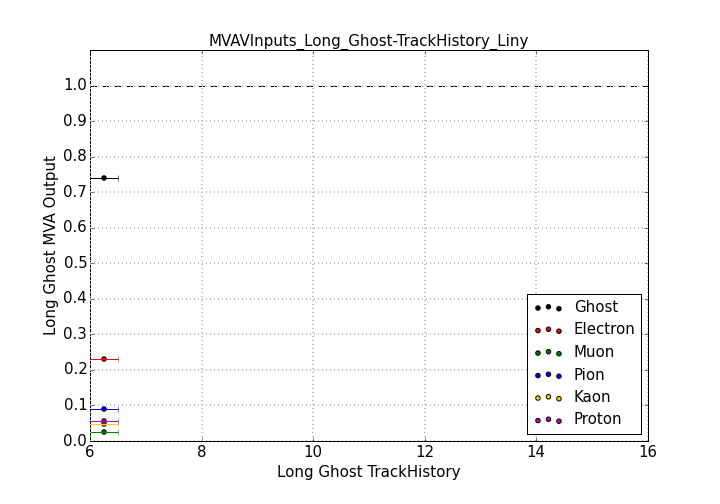 MVAVInputs_Long_Ghost-TrackHistory_Liny
Long Ghost MVA Output
1.0
0.9
0.8
0.7
0.6
0.5
0.4
0.3
0.2
0.1
0.0
6 8 10 12 14 16
Long Ghost TrackHistory
Ghost
Electron
Muon
Pion
Kaon
Proton